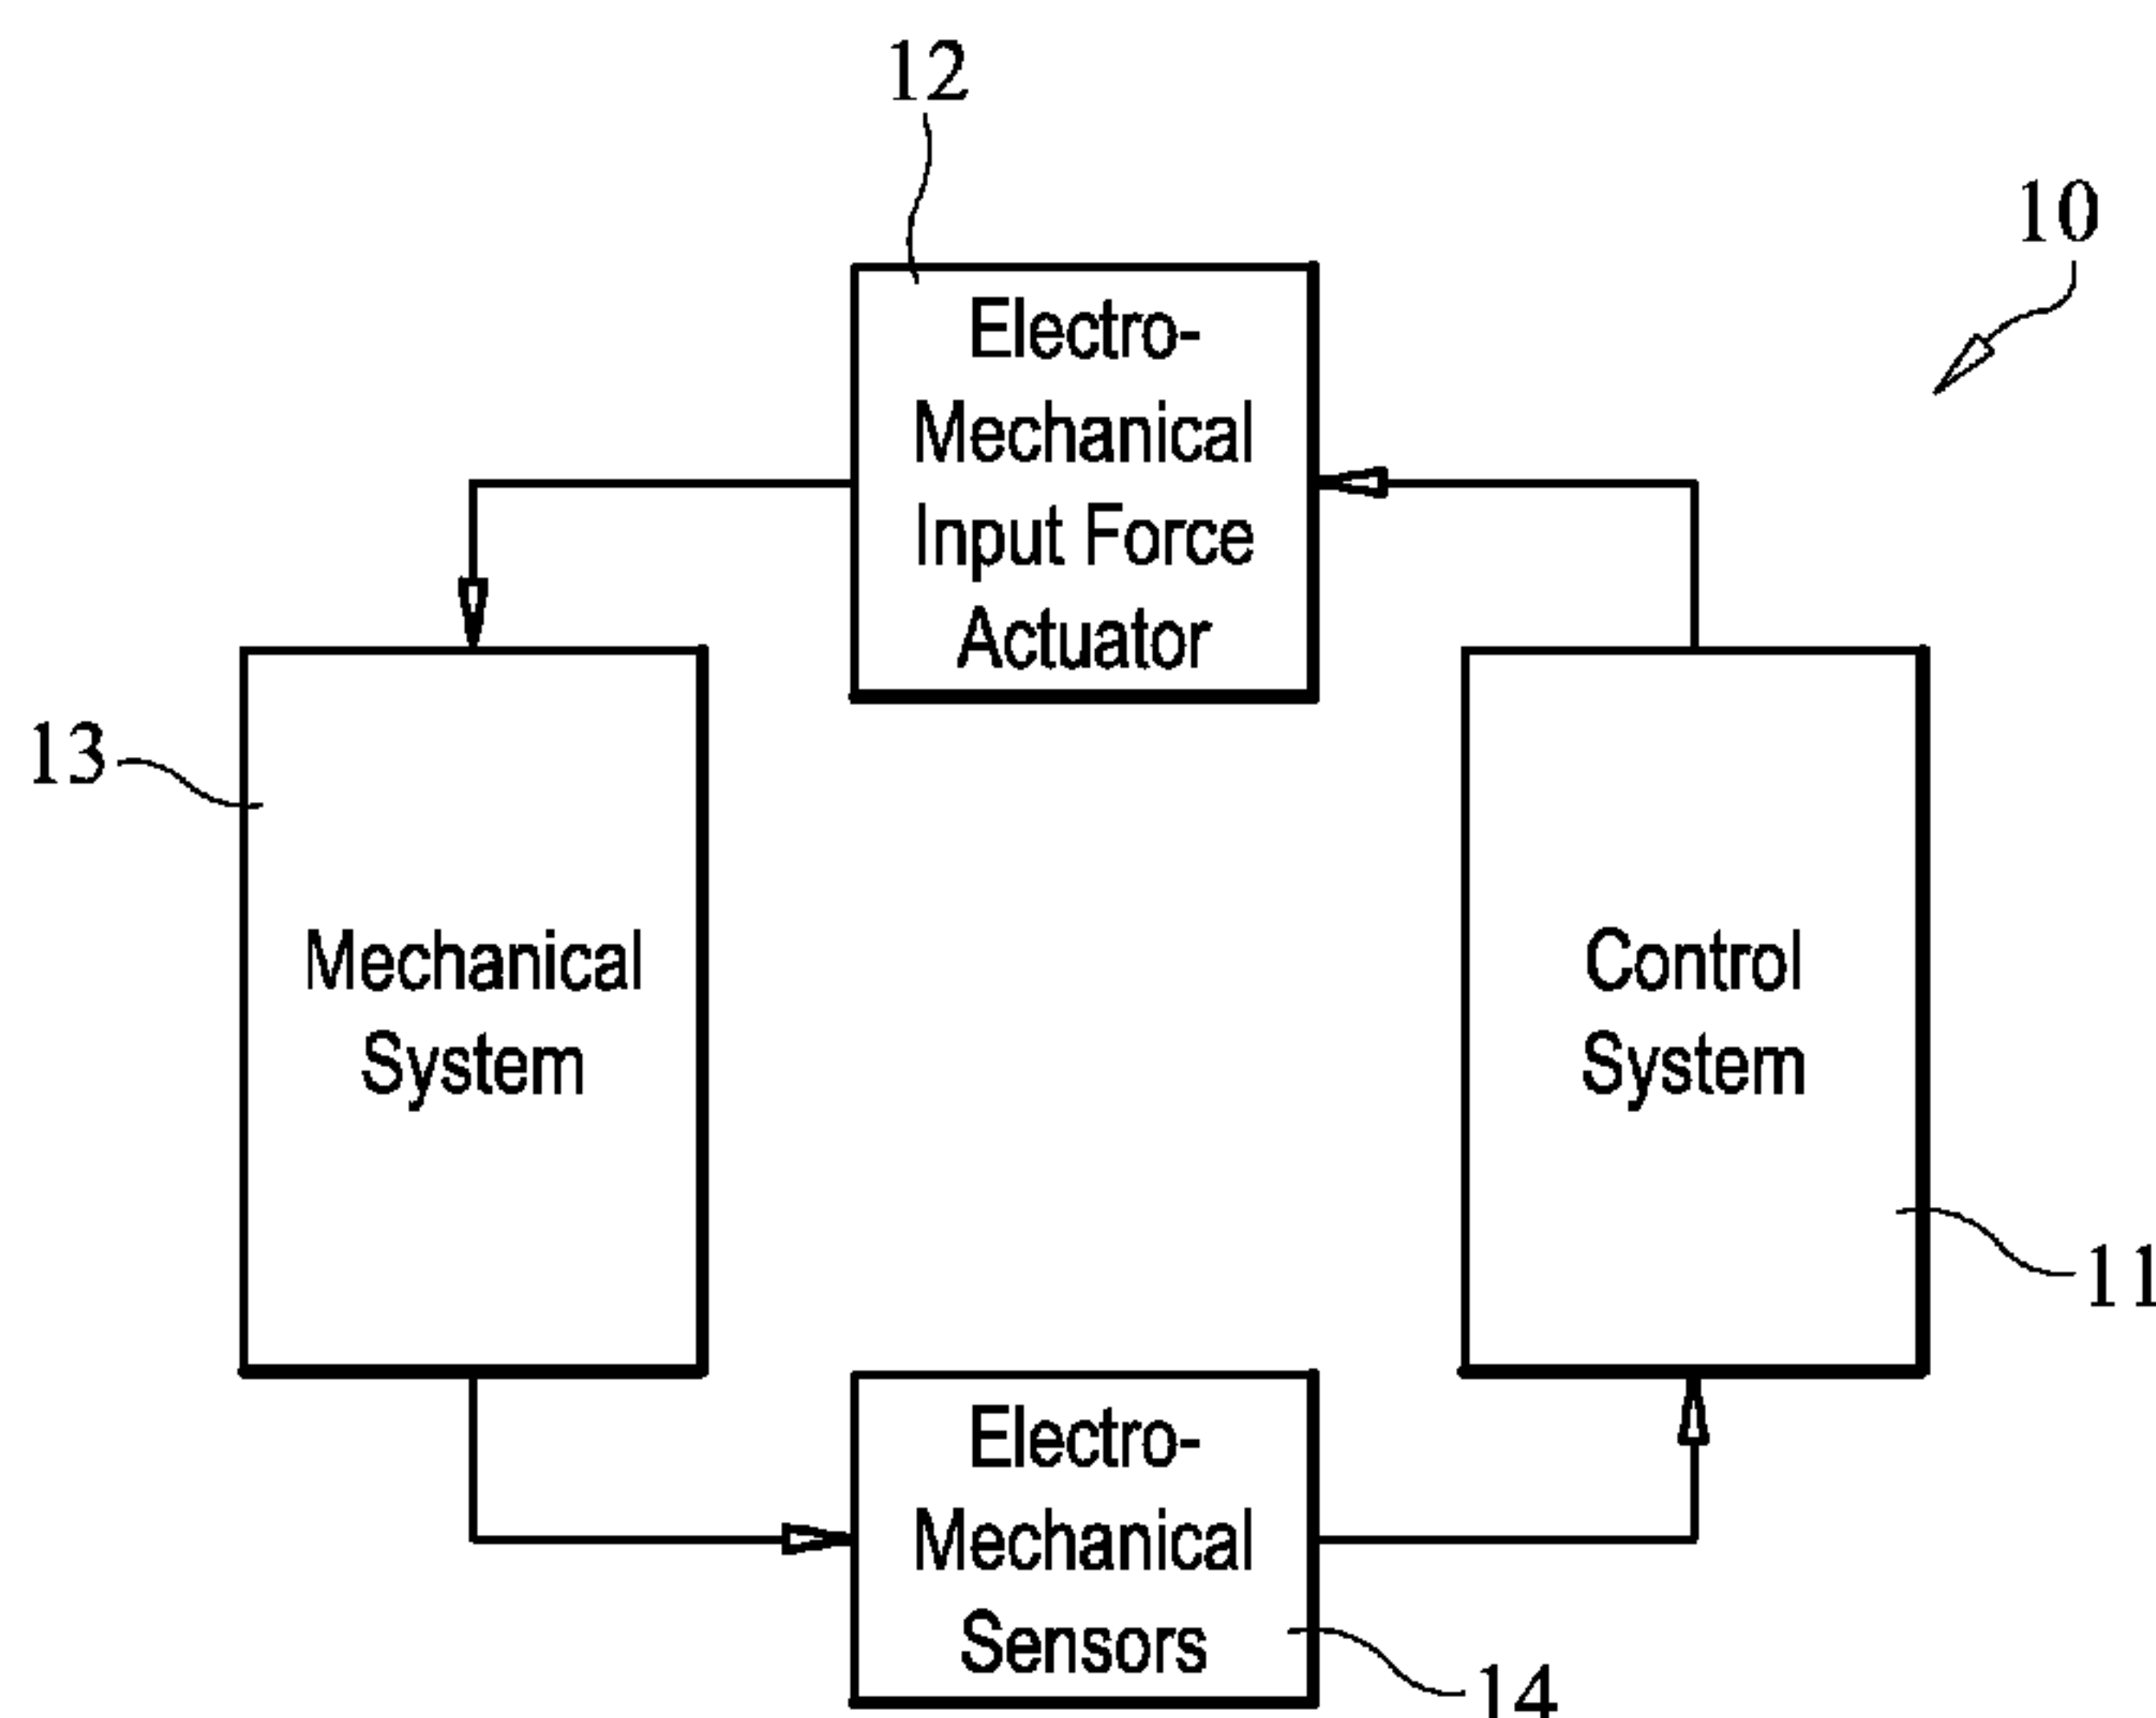 12
10
Electro-
Mechanical
Input Force
Actuator
13
Mechanical
System
Control
System
11
Electro-
Mechanical
Sensors
14